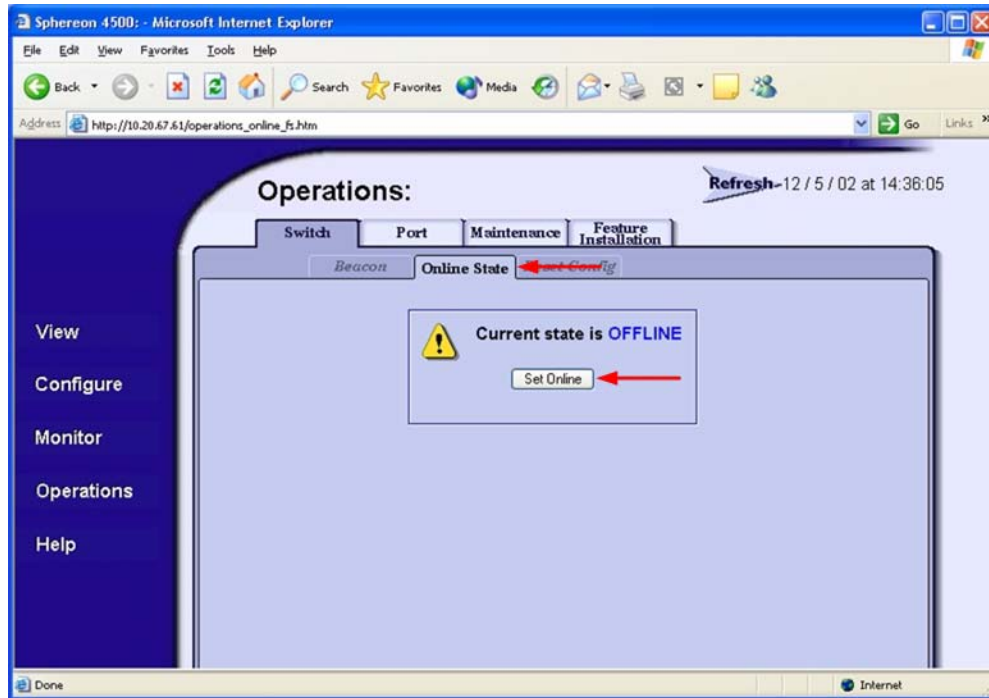 Sphereon 4500: - Microsoft Internet Explorer
File Edit View Favorites Tools Help
Back Search Favorites Media
Address http://10.20.67.61/operations_online_fs.htm Go Links »
Operations:
Refresh 12 / 5 / 02 at 14:36:05
Switch Port Maintenance Feature Installation
Beacon Online State Reset Config
Current state is OFFLINE
Set Online
View
Configure
Monitor
Operations
Help
Done Internet